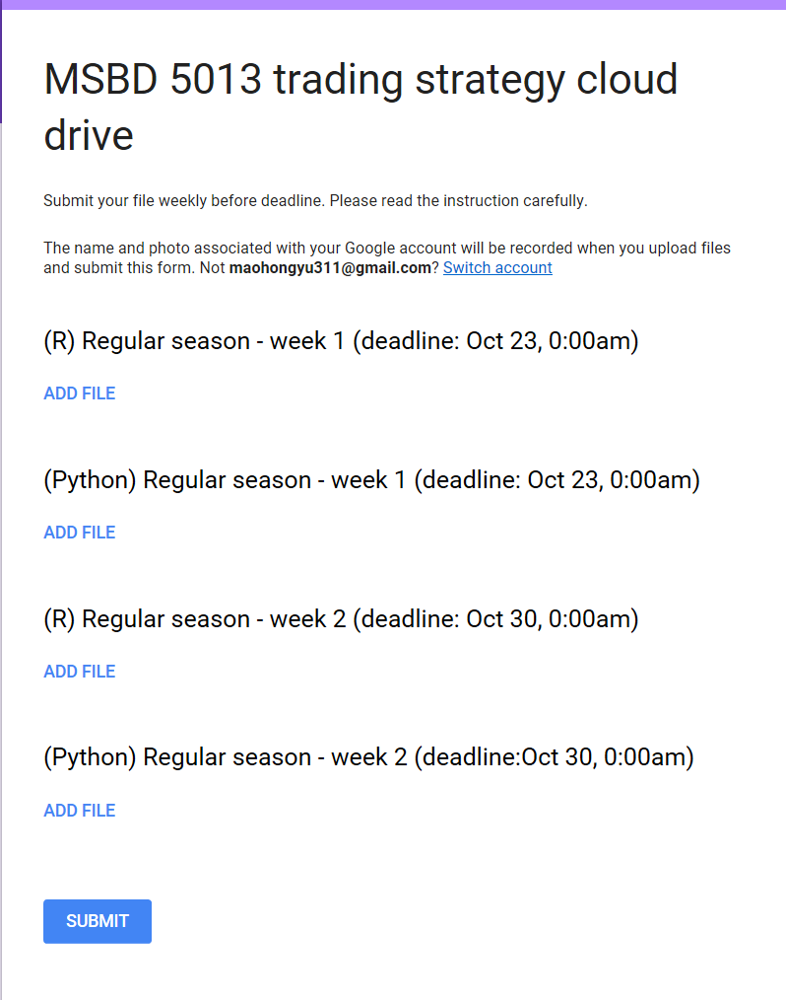 MSBD 5013 trading strategy cloud
drive
Submit your file weekly before deadline. Please read the instruction carefully.
The name and photo associated with your Google account will be recorded when you upload files
and submit this form. Not maohongyu311@gmail.com? Switch account
(R) Regular season - week 1 (deadline: Oct 23, 0:00am)
ADD FILE
(Python) Regular season - week 1 (deadline: Oct 23, 0:00am)
ADD FILE
(R) Regular season - week 2 (deadline: Oct 30, 0:00am)
ADD FILE
(Python) Regular season - week 2 (deadline:Oct 30, 0:00am)
ADD FILE
SUBMIT